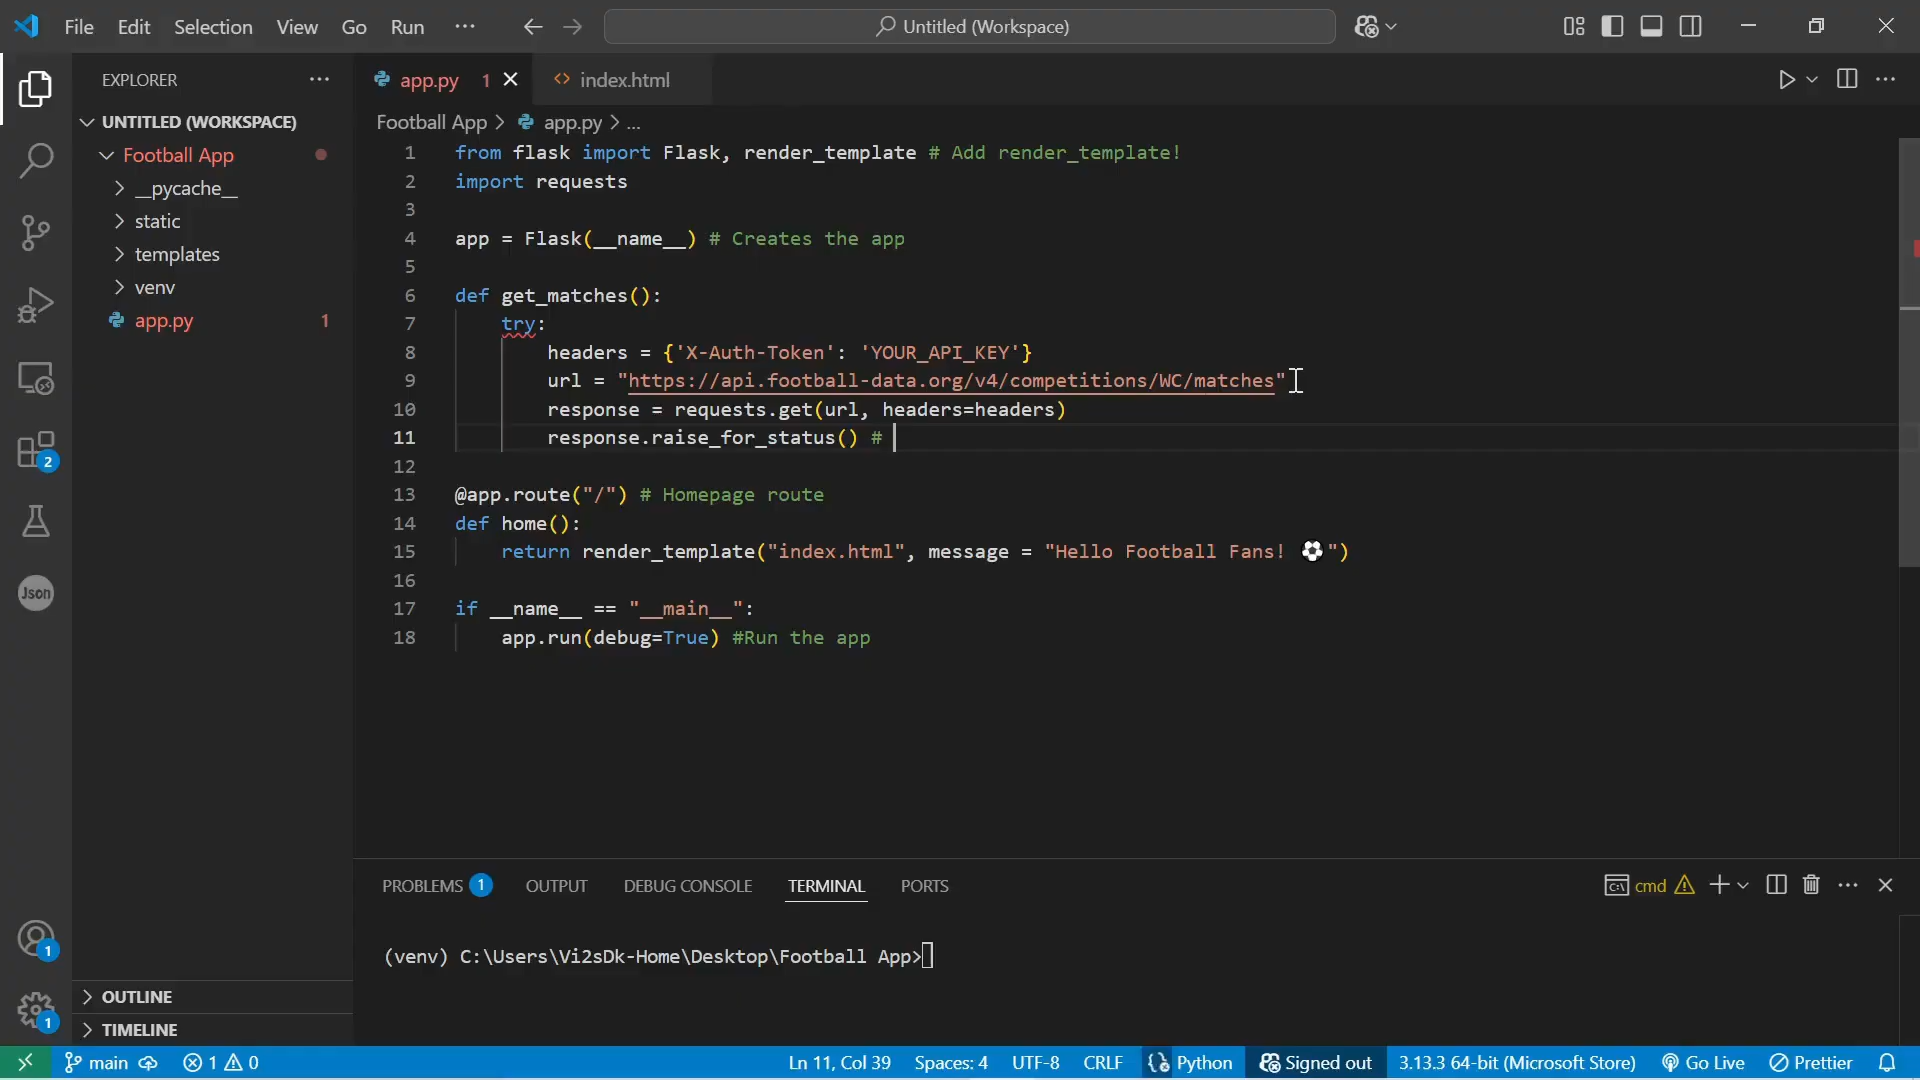 File Edit Selection View Go Run ··· Untitled (Workspace)
EXPLORER ···
UNTITLED (WORKSPACE)
Football App
__pycache__
static
templates
venv
app.py 1
Json
2
1
1
OUTLINE
TIMELINE
app.py 1 index.html
Football App > app.py > ...
1 from flask import Flask, render_template # Add render_template!
2 import requests
3
4 app = Flask(__name__) # Creates the app
5
6 def get_matches():
7 try:
8 headers = {'X-Auth-Token': 'YOUR_API_KEY'}
9 url = "https://api.football-data.org/v4/competitions/WC/matches"
10 response = requests.get(url, headers=headers)
11 response.raise_for_status() #
12
13 @app.route("/") # Homepage route
14 def home():
15 return render_template("index.html", message = "Hello Football Fans! ⚽")
16
17 if __name__ == "__main__":
18 app.run(debug=True) #Run the app
PROBLEMS 1 OUTPUT DEBUG CONSOLE TERMINAL PORTS cmd
(venv) C:\Users\Vi2sDk-Home\Desktop\Football App>
main 1 0 Ln 11, Col 39 Spaces: 4 UTF-8 CRLF Python Signed out 3.13.3 64-bit (Microsoft Store) Go Live Prettier